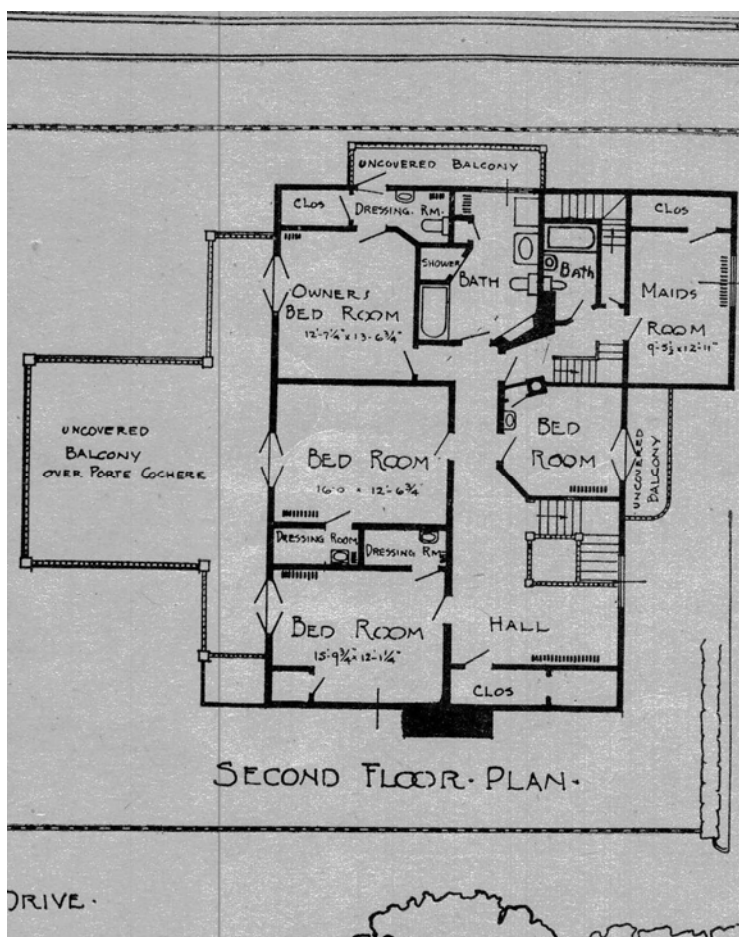 UNCOVERED BALCONY
CLOS
DRESSING. RM.
CLOS
SHOWER
BATH
BATH
OWNERS
BED ROOM
12'-7¼" x 13'-6¾"
MAIDS
ROOM
UNCOVERED
BALCONY
OVER PORTE COCHERE
BED ROOM
16'-0 x 12'-6¾"
BED
ROOM
UNCOVERED
BALCONY
DRESSING ROOM
DRESSING RM.
BED ROOM
15'-9¾" x 12'-1¼"
HALL
CLOS
SECOND FLOOR. PLAN.
DRIVE.